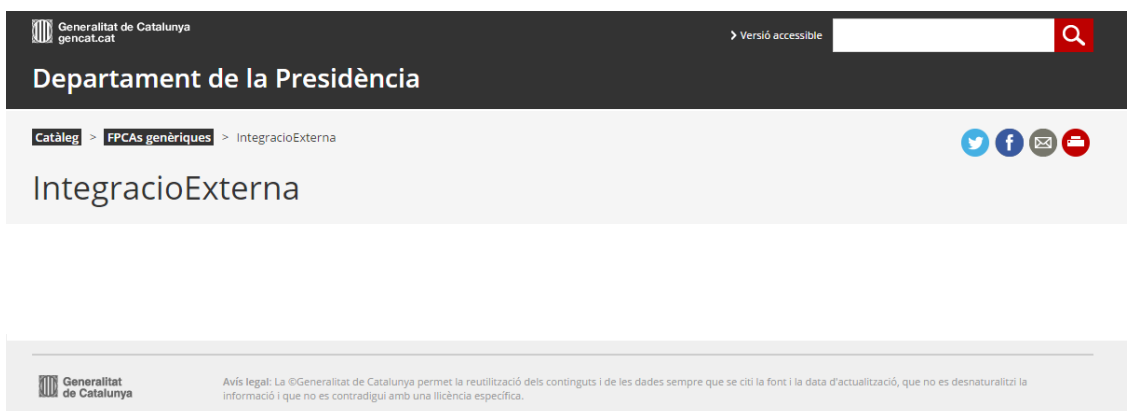 Generalitat de Catalunya
gencat.cat
Versió accessible
Departament de la Presidència
Catàleg > FPCAs genèriques > IntegracioExterna
IntegracioExterna
Generalitat
de Catalunya
Avís legal: La ©Generalitat de Catalunya permet la reutilització dels continguts i de les dades sempre que se citi la font i la data d'actualització, que no es desnaturalitzi la
informació i que no es contradigui amb una llicència específica.